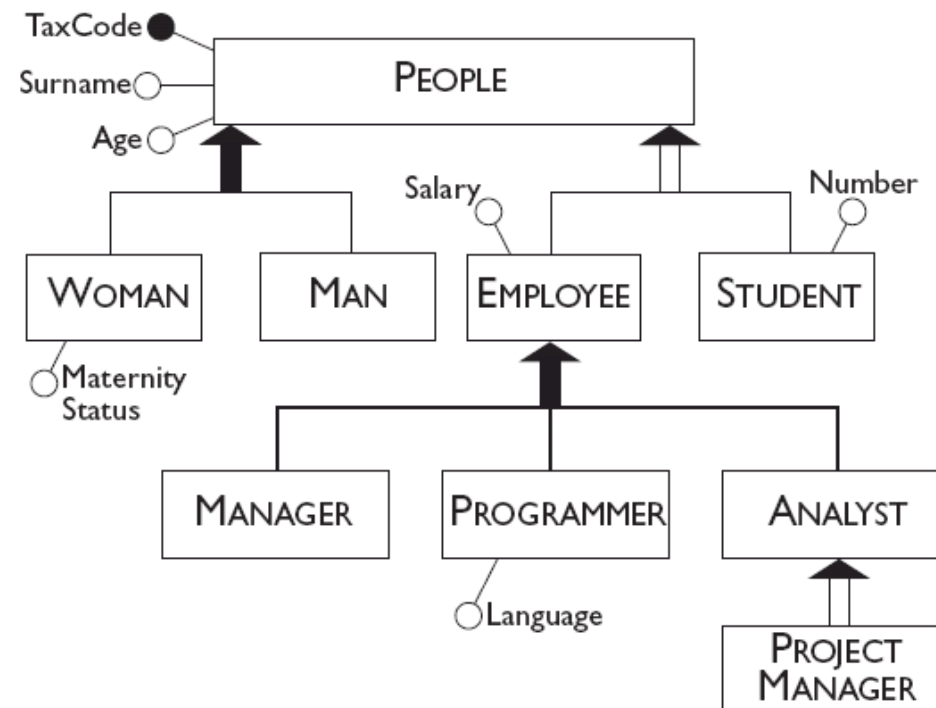 TaxCode
PEOPLE
Surname
Age
Salary
Number
WOMAN
MAN
EMPLOYEE
STUDENT
Maternity
Status
MANAGER
PROGRAMMER
ANALYST
Language
PROJECT
MANAGER